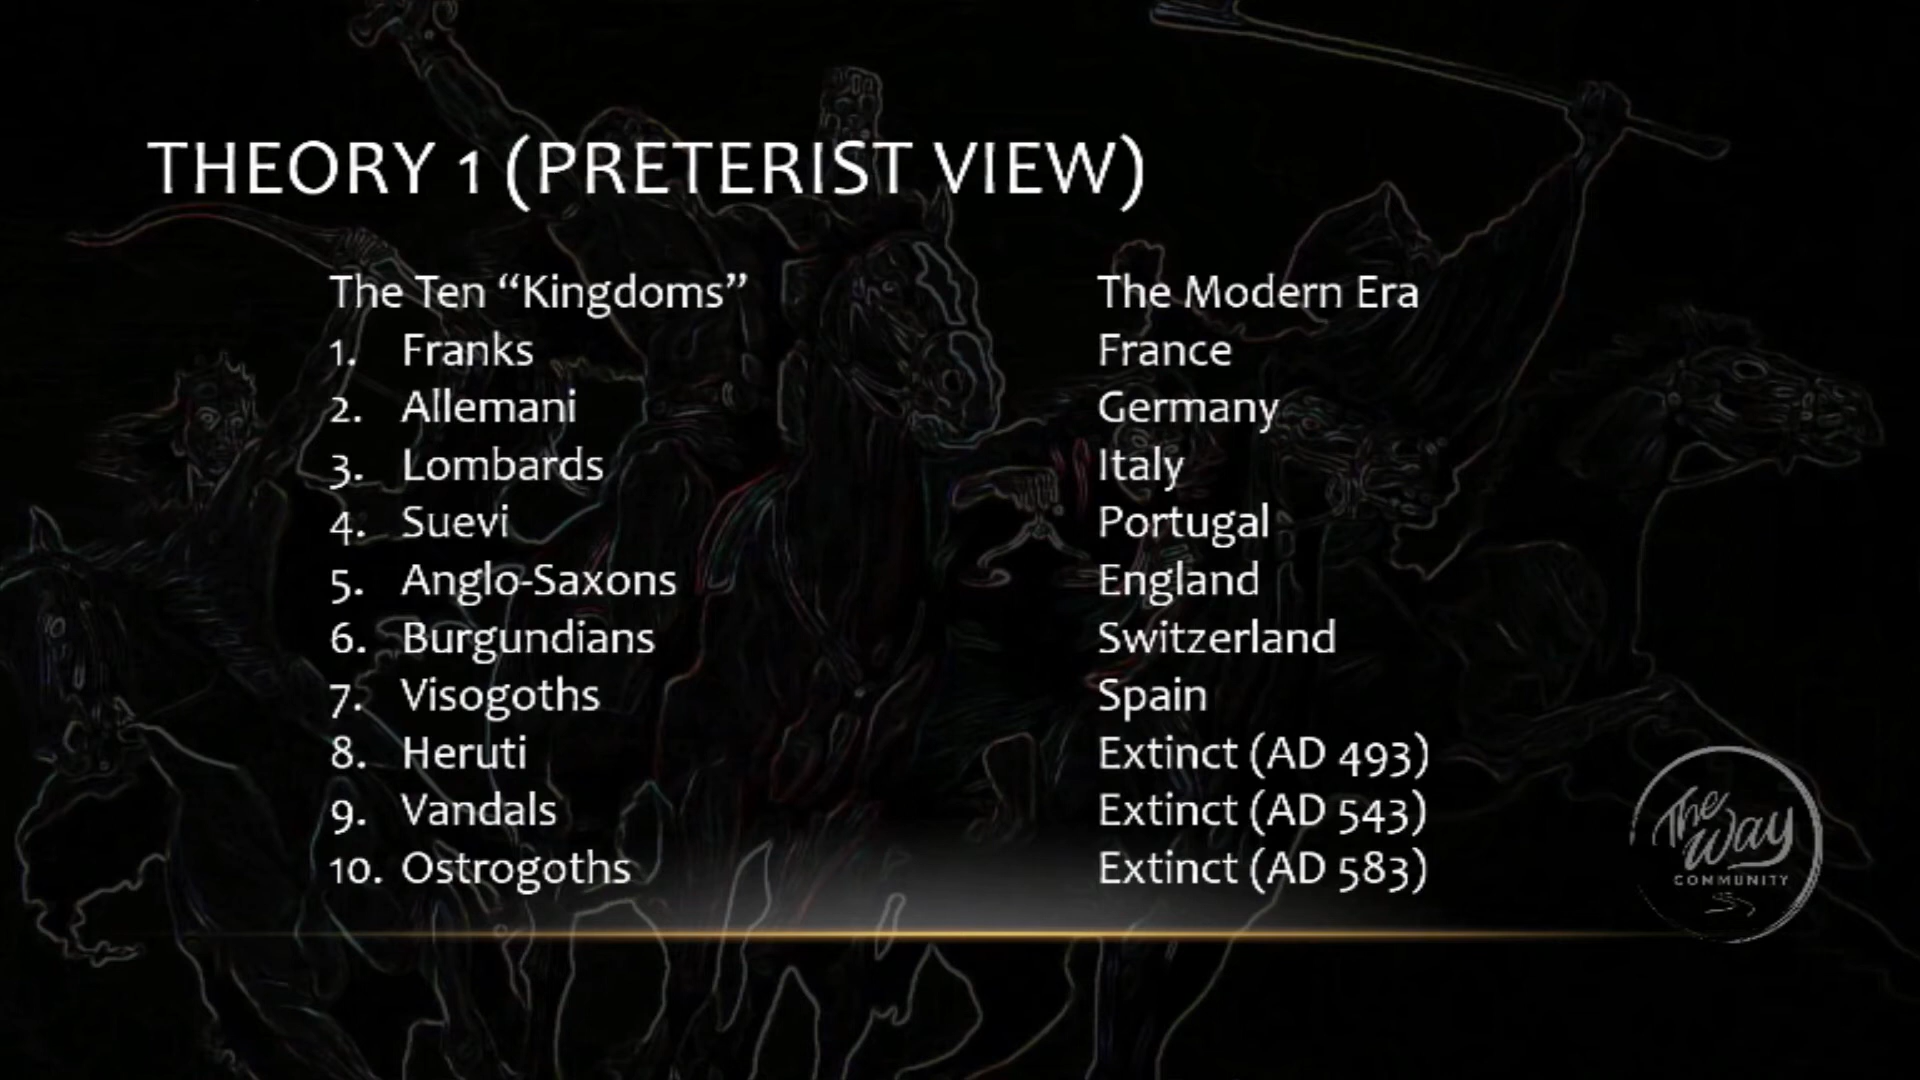 THEORY 1 (PRETERIST VIEW)
The Ten “Kingdoms”
1. Franks
2. Allemani
3. Lombards
4. Suevi
5. Anglo-Saxons
6. Burgundians
7. Visogoths
8. Heruti
9. Vandals
10. Ostrogoths
The Modern Era
France
Germany
Italy
Portugal
England
Switzerland
Spain
Extinct (AD 493)
Extinct (AD 543)
Extinct (AD 583)
The
Way
COMMUNITY